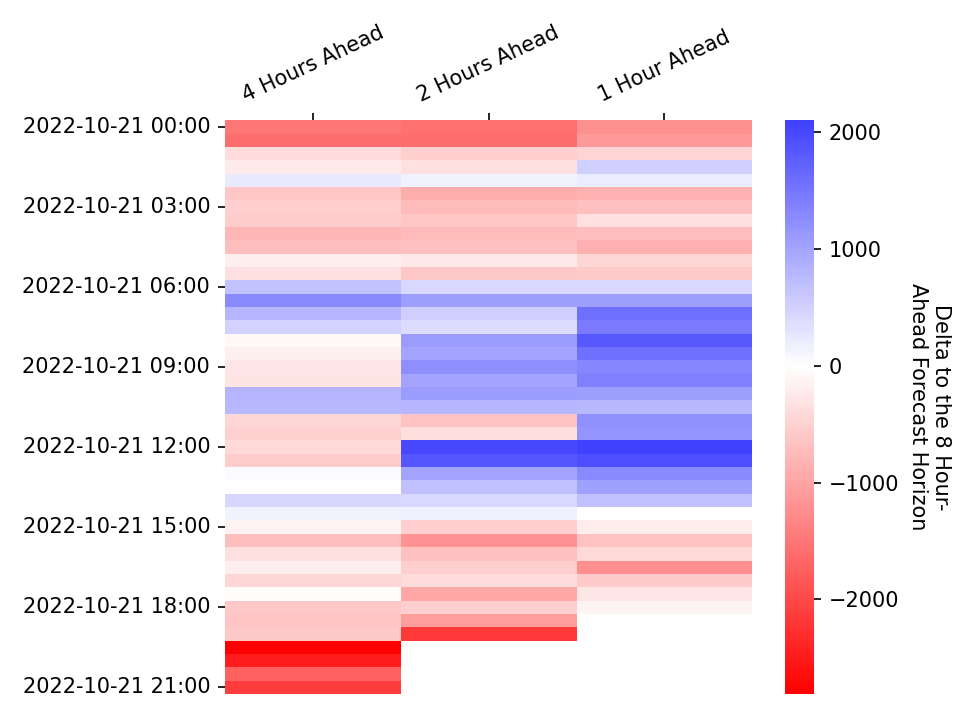 4 Hours Ahead
2 Hours Ahead
1 Hour Ahead
2022-10-21 00:00
2022-10-21 03:00
2022-10-21 06:00
2022-10-21 09:00
2022-10-21 12:00
2022-10-21 15:00
2022-10-21 18:00
2022-10-21 21:00
2000
1000
0
−1000
−2000
Delta to the 8 Hour-
Ahead Forecast Horizon